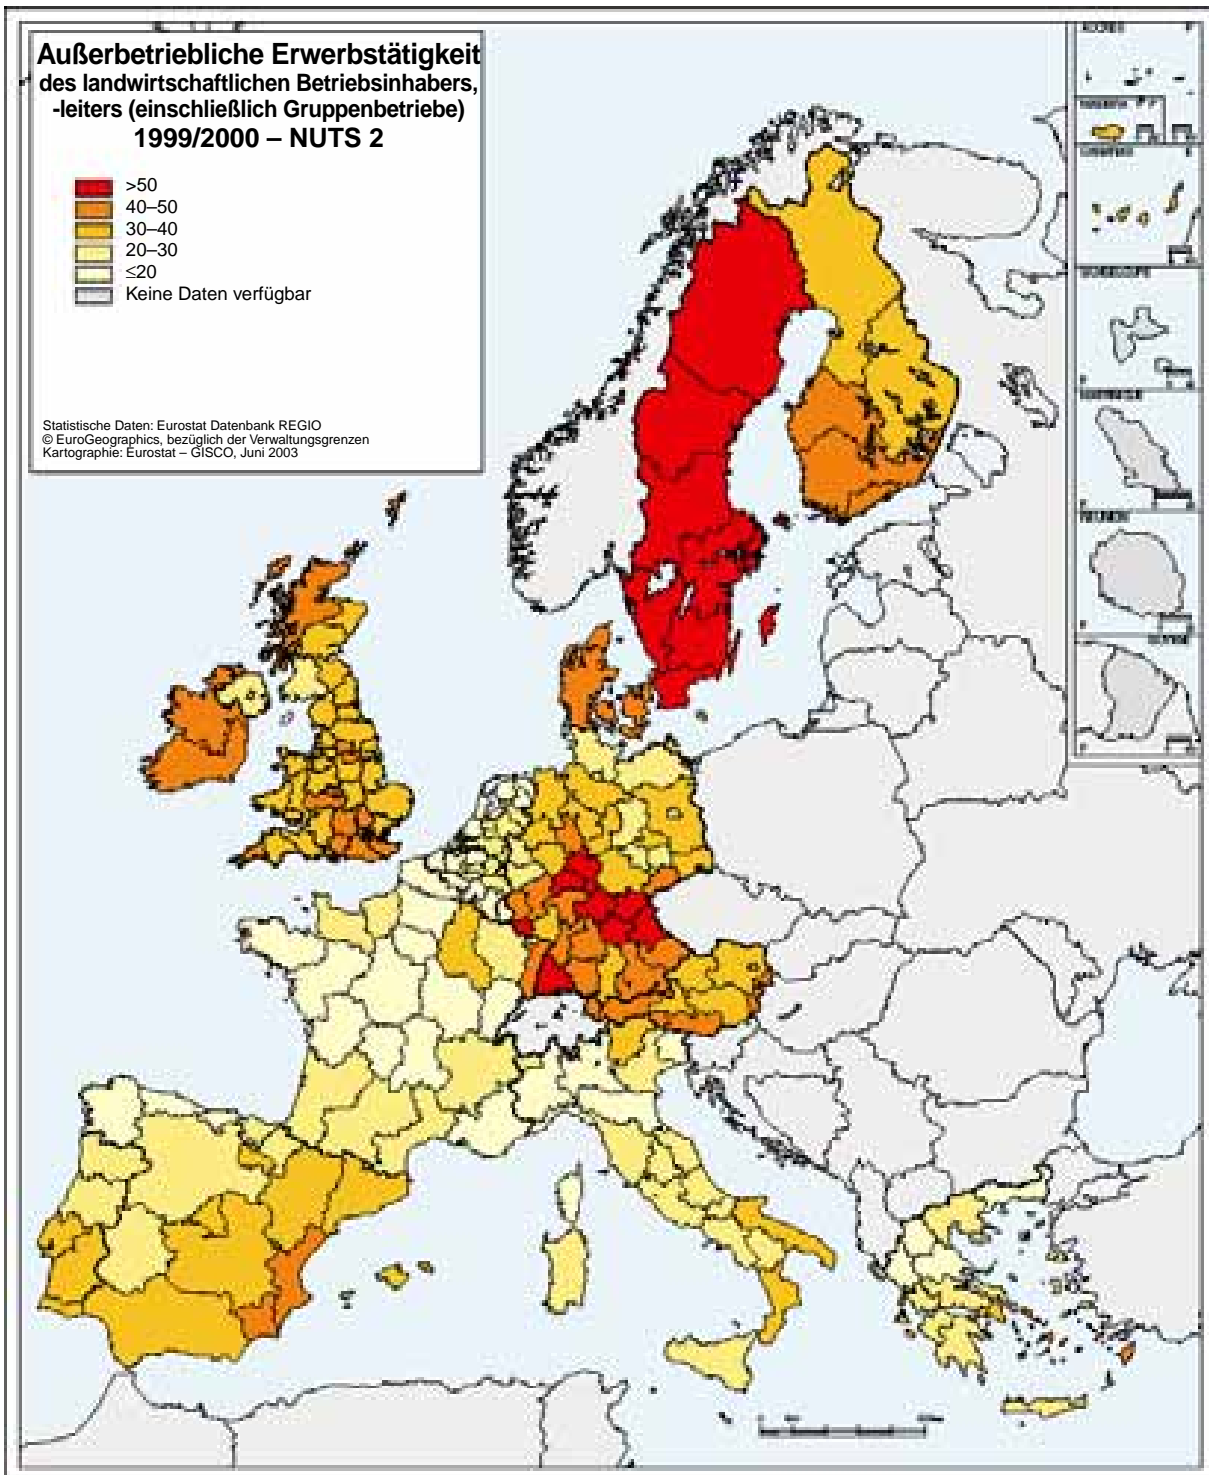 Außerbetriebliche Erwerbstätigkeit
des landwirtschaftlichen Betriebsinhabers,
-leiters (einschließlich Gruppenbetriebe)
1999/2000 – NUTS 2
>50
40–50
30–40
20–30
≤20
Keine Daten verfügbar
Statistische Daten: Eurostat Datenbank REGIO
© EuroGeographics, bezüglich der Verwaltungsgrenzen
Kartographie: Eurostat – GISCO, Juni 2003